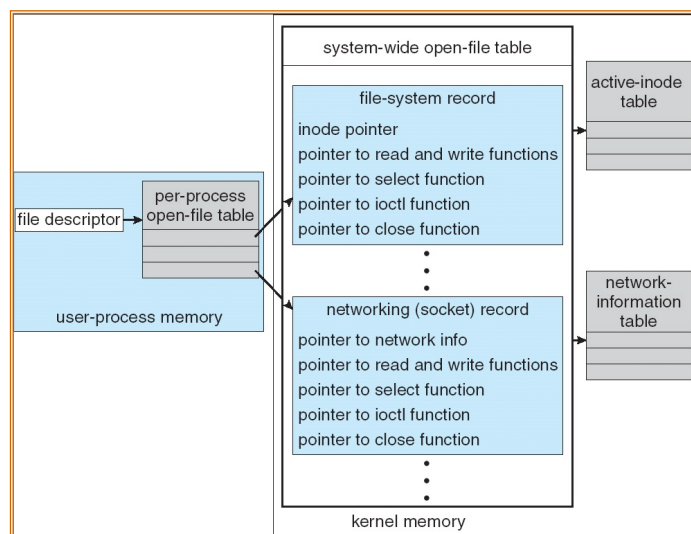 system-wide open-file table
file-system record
inode pointer
pointer to read and write functions
pointer to select function
pointer to ioctl function
pointer to close function
active-inode
table
per-process
open-file table
file descriptor
user-process memory
networking (socket) record
pointer to network info
pointer to read and write functions
pointer to select function
pointer to ioctl function
pointer to close function
network-
information
table
kernel memory